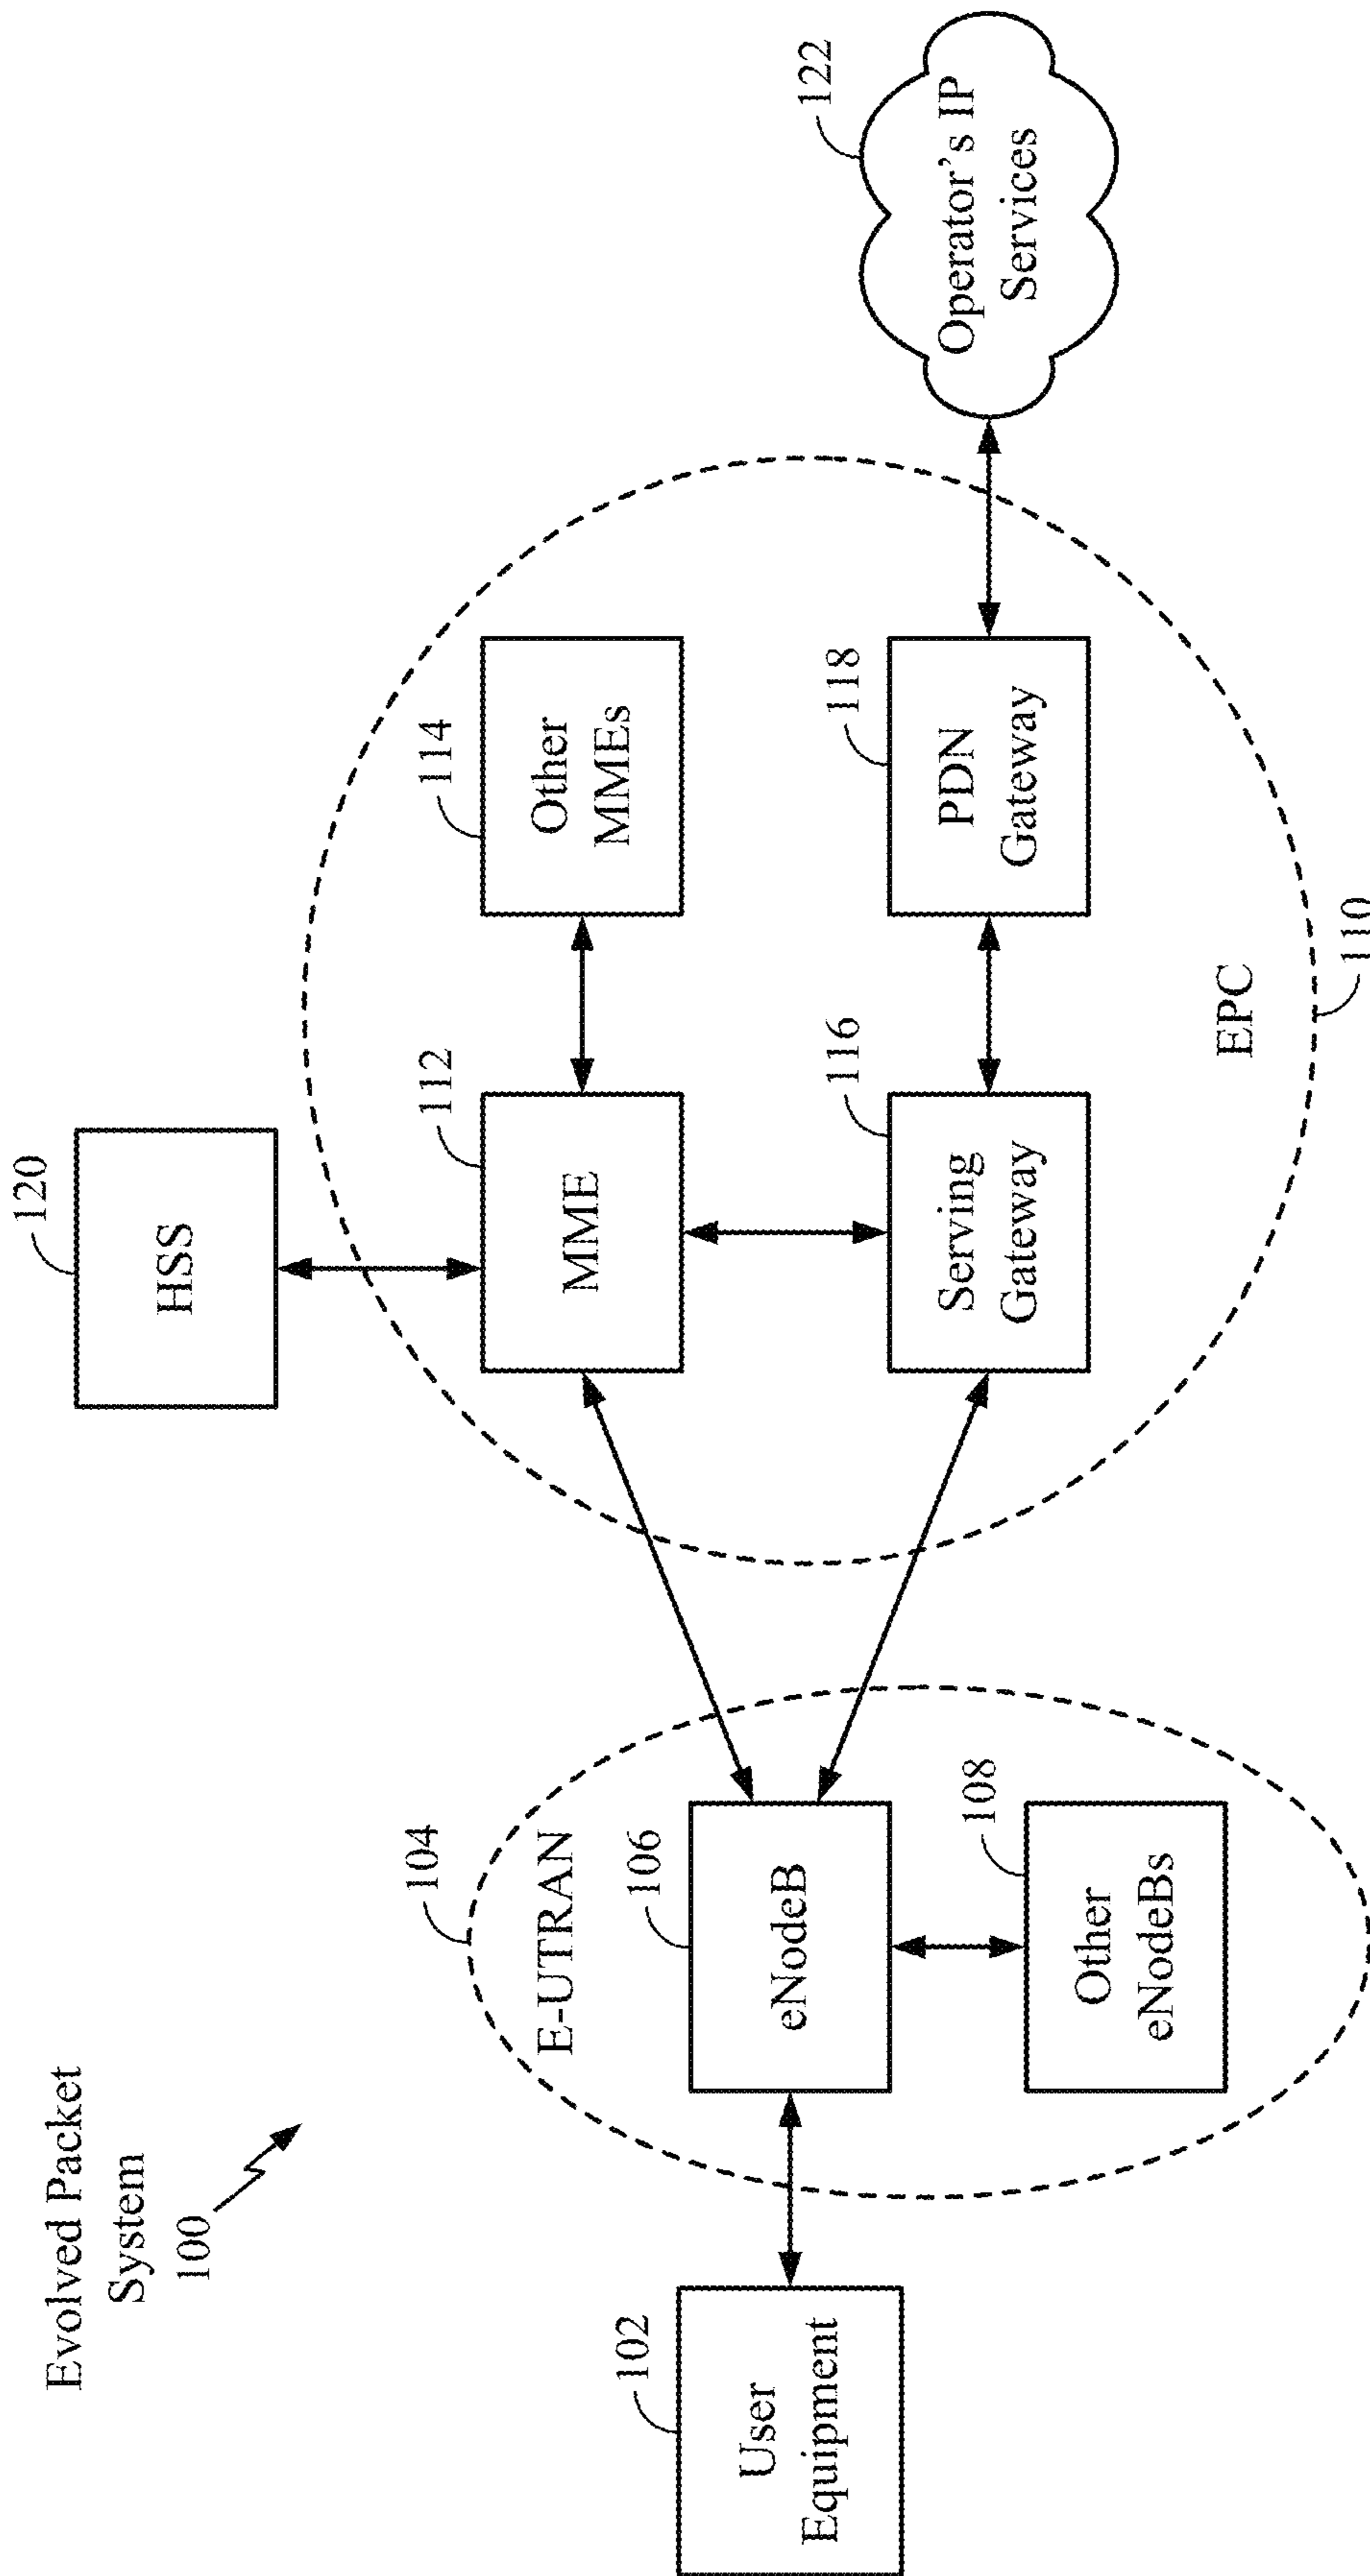 Evolved Packet
System
100
102
User
Equipment
104
E-UTRAN
106
eNodeB
108
Other
eNodeBs
120
HSS
112
MME
114
Other
MMEs
116
Serving
Gateway
118
PDN
Gateway
EPC
110
122
Operator's IP
Services